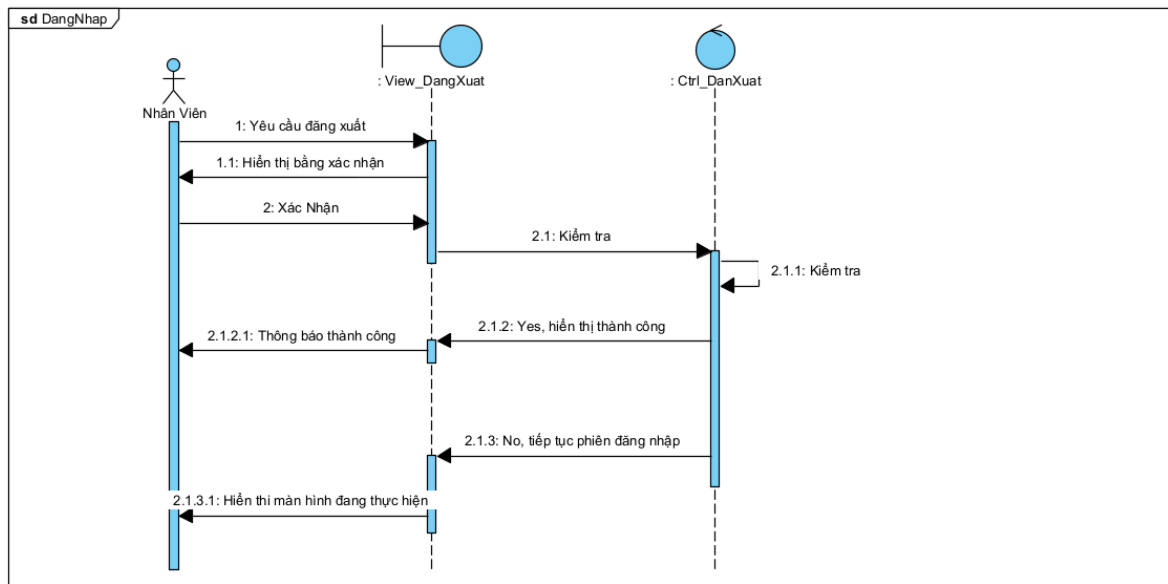 sd DangNhap
: View_DangXuat
: Ctrl_DanXuat
Nhân Viên
1: Yêu cầu đăng xuất
1.1: Hiển thị bằng xác nhận
2: Xác Nhận
2.1: Kiểm tra
2.1.1: Kiểm tra
2.1.2: Yes, hiển thị thành công
2.1.2.1: Thông báo thành công
2.1.3: No, tiếp tục phiên đăng nhập
2.1.3.1: Hiển thi màn hình đang thực hiện